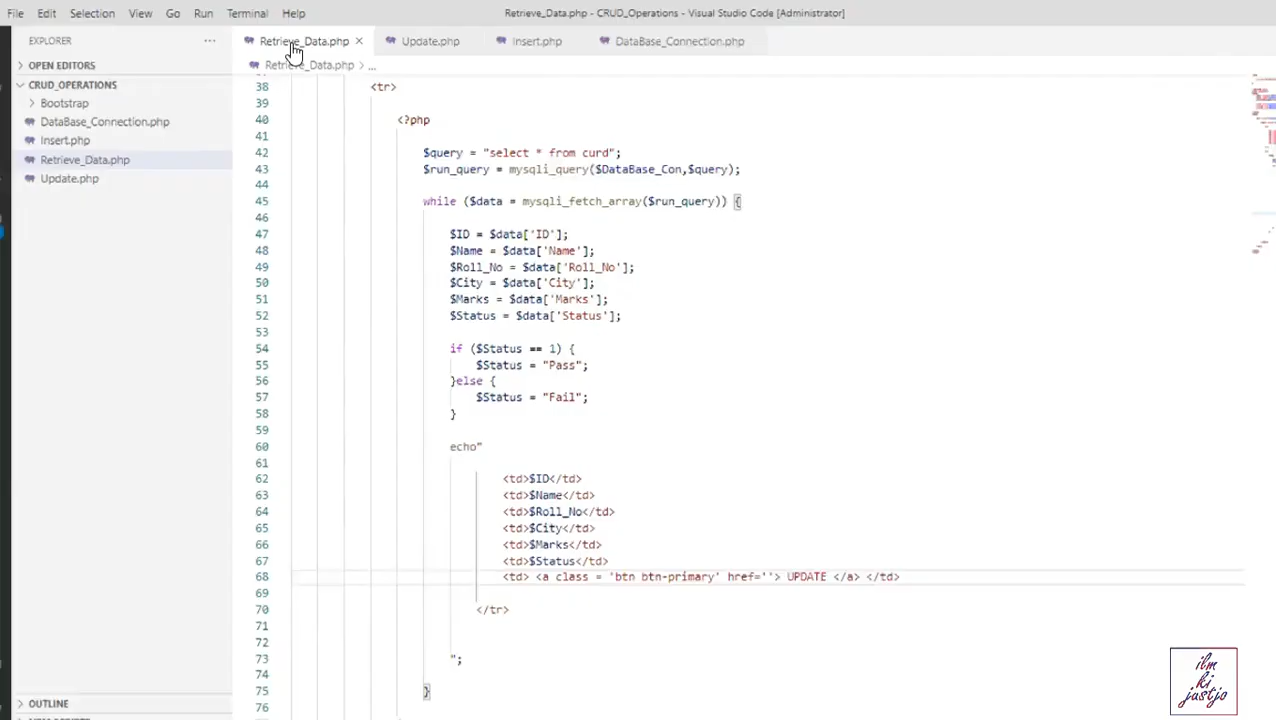 File Edit Selection View Go Run Terminal Help
Retrieve_Data.php - CRUD_Operations - Visual Studio Code [Administrator]
EXPLORER
Retrieve_Data.php
Update.php
Insert.php
DataBase_Connection.php
OPEN EDITORS
Retrieve_Data.php > ...
CRUD_OPERATIONS
Bootstrap
DataBase_Connection.php
Insert.php
Retrieve_Data.php
Update.php
38 <tr>
39
40 <?php
41
42 $query = "select * from curd";
43 $run_query = mysqli_query($DataBase_Con,$query);
44
45 while ($data = mysqli_fetch_array($run_query)) {
46
47 $ID = $data['ID'];
48 $Name = $data['Name'];
49 $Roll_No = $data['Roll_No'];
50 $City = $data['City'];
51 $Marks = $data['Marks'];
52 $Status = $data['Status'];
53
54 if ($Status == 1) {
55 $Status = "Pass";
56 }else {
57 $Status = "Fail";
58 }
59
60 echo"
61
62 <td>$ID</td>
63 <td>$Name</td>
64 <td>$Roll_No</td>
65 <td>$City</td>
66 <td>$Marks</td>
67 <td>$Status</td>
68 <td> <a class = 'btn btn-primary' href=''> UPDATE </a> </td>
69
70 </tr>
71
72
73 ";
74
75 }
76
OUTLINE
ilm
ki
justjo